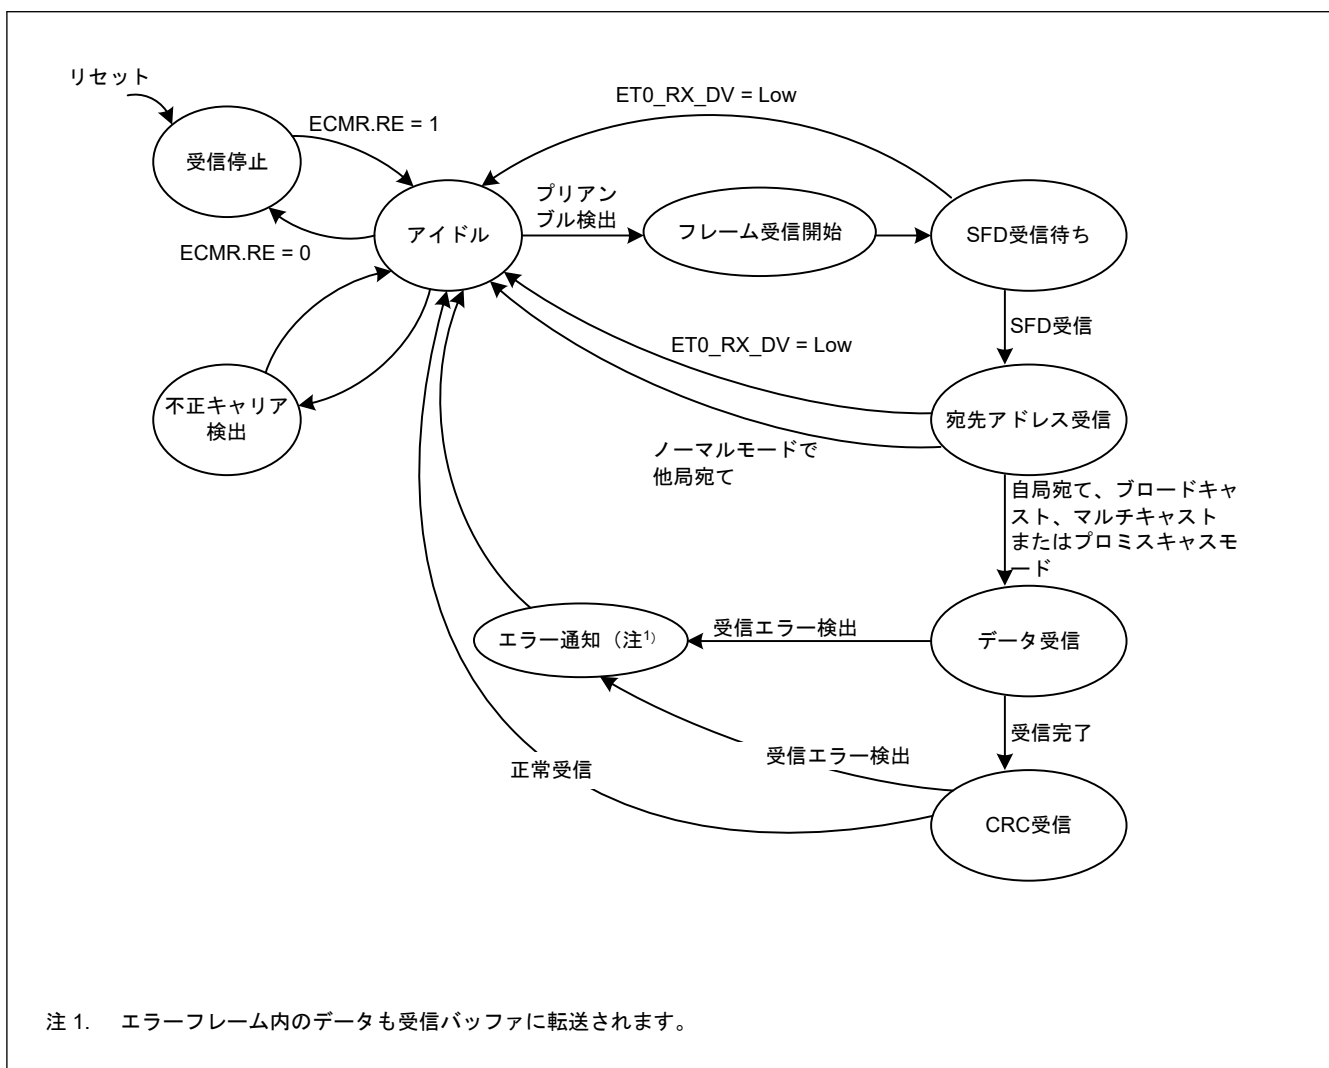 リセット
ET0_RX_DV = Low
ECMR.RE = 1
受信停止
プリアン
ブル検出
アイドル
フレーム受信開始
SFD受信待ち
ECMR.RE = 0
SFD受信
ET0_RX_DV = Low
不正キャリア
検出
宛先アドレス受信
ノーマルモードで
他局宛て
自局宛て、ブロードキャ
スト、マルチキャスト
またはプロミスキャスモ
ード
受信エラー検出
エラー通知（注1）
データ受信
受信完了
受信エラー検出
正常受信
CRC受信
注 1. エラーフレーム内のデータも受信バッファに転送されます。